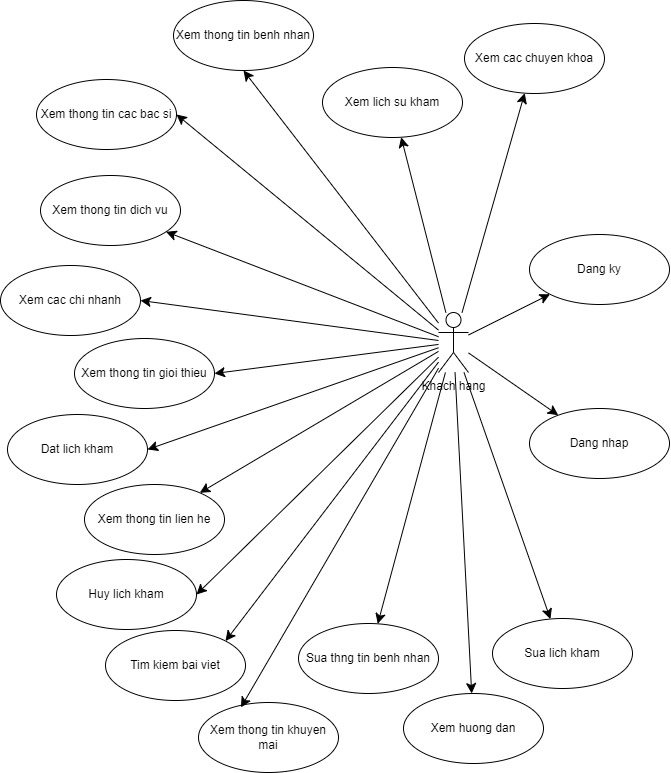 Xem thong tin benh nhan
Xem cac chuyen khoa
Xem lich su kham
Xem thong tin cac bac si
Xem thong tin dich vu
Dang ky
Xem cac chi nhanh
Xem thong tin gioi thieu
Khach hang
Dat lich kham
Dang nhap
Xem thong tin lien he
Huy lich kham
Tim kiem bai viet
Sua thng tin benh nhan
Sua lich kham
Xem thong tin khuyen
mai
Xem huong dan